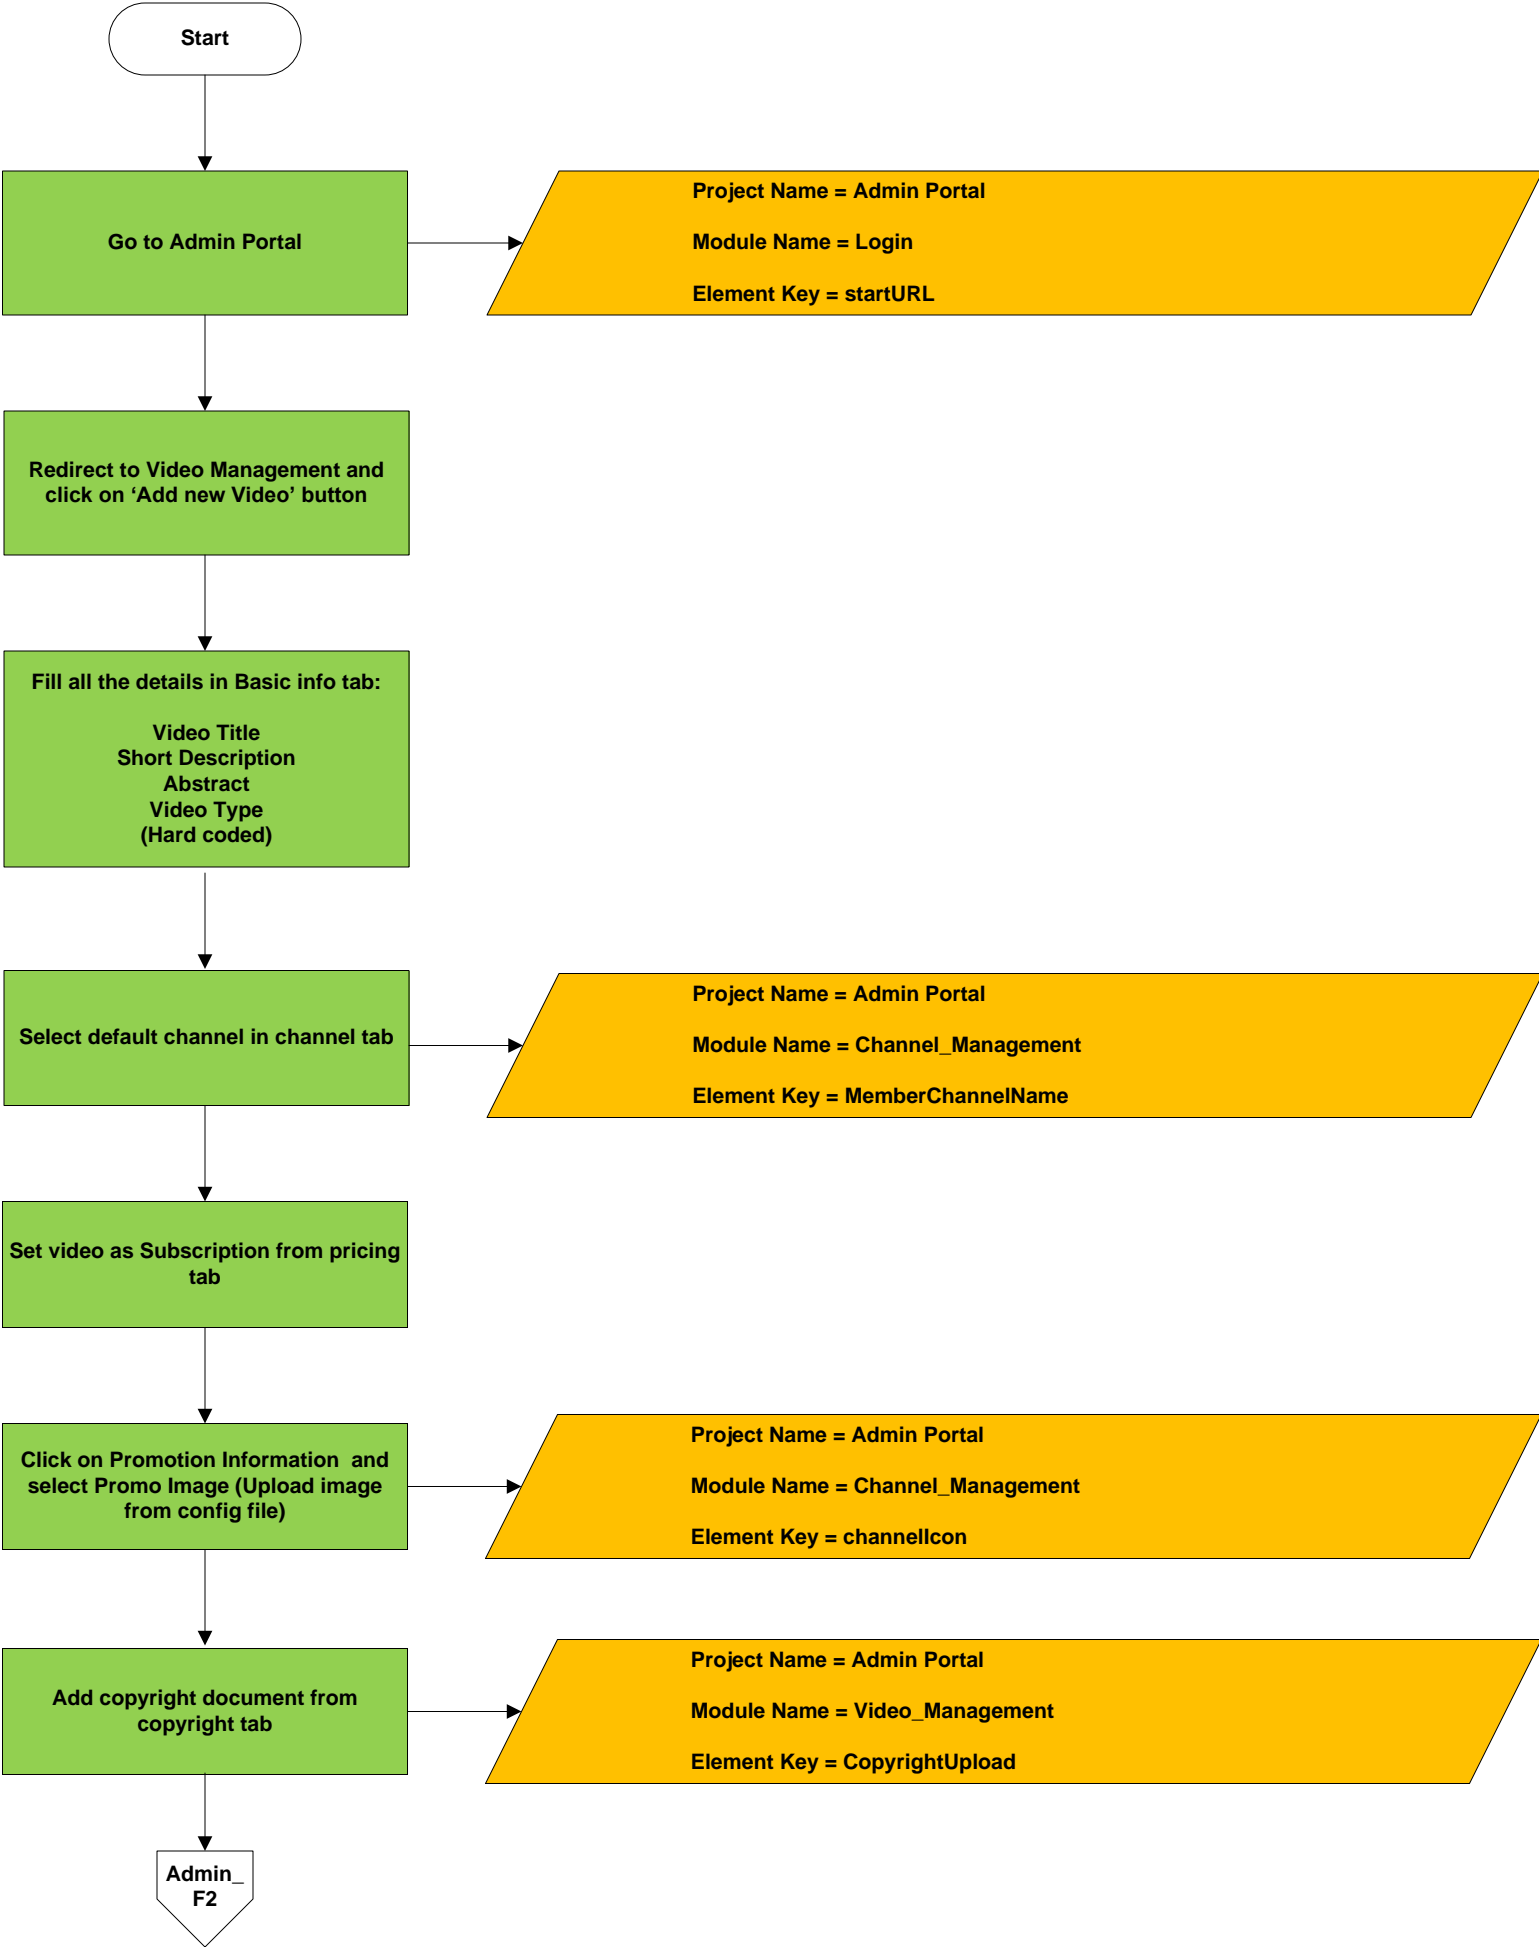 Start
Go to Admin Portal
Project Name = Admin Portal
Module Name = Login
Element Key = startURL
Redirect to Video Management and
click on ‘Add new Video’ button
Fill all the details in Basic info tab:
Video Title
Short Description
Abstract
Video Type
(Hard coded)
Select default channel in channel tab
Project Name = Admin Portal
Module Name = Channel_Management
Element Key = MemberChannelName
Set video as Subscription from pricing
tab
Click on Promotion Information  and
select Promo Image (Upload image
from config file)
Project Name = Admin Portal
Module Name = Channel_Management
Element Key = channelIcon
Add copyright document from
copyright tab
Project Name = Admin Portal
Module Name = Video_Management
Element Key = CopyrightUpload
Admin_
F2